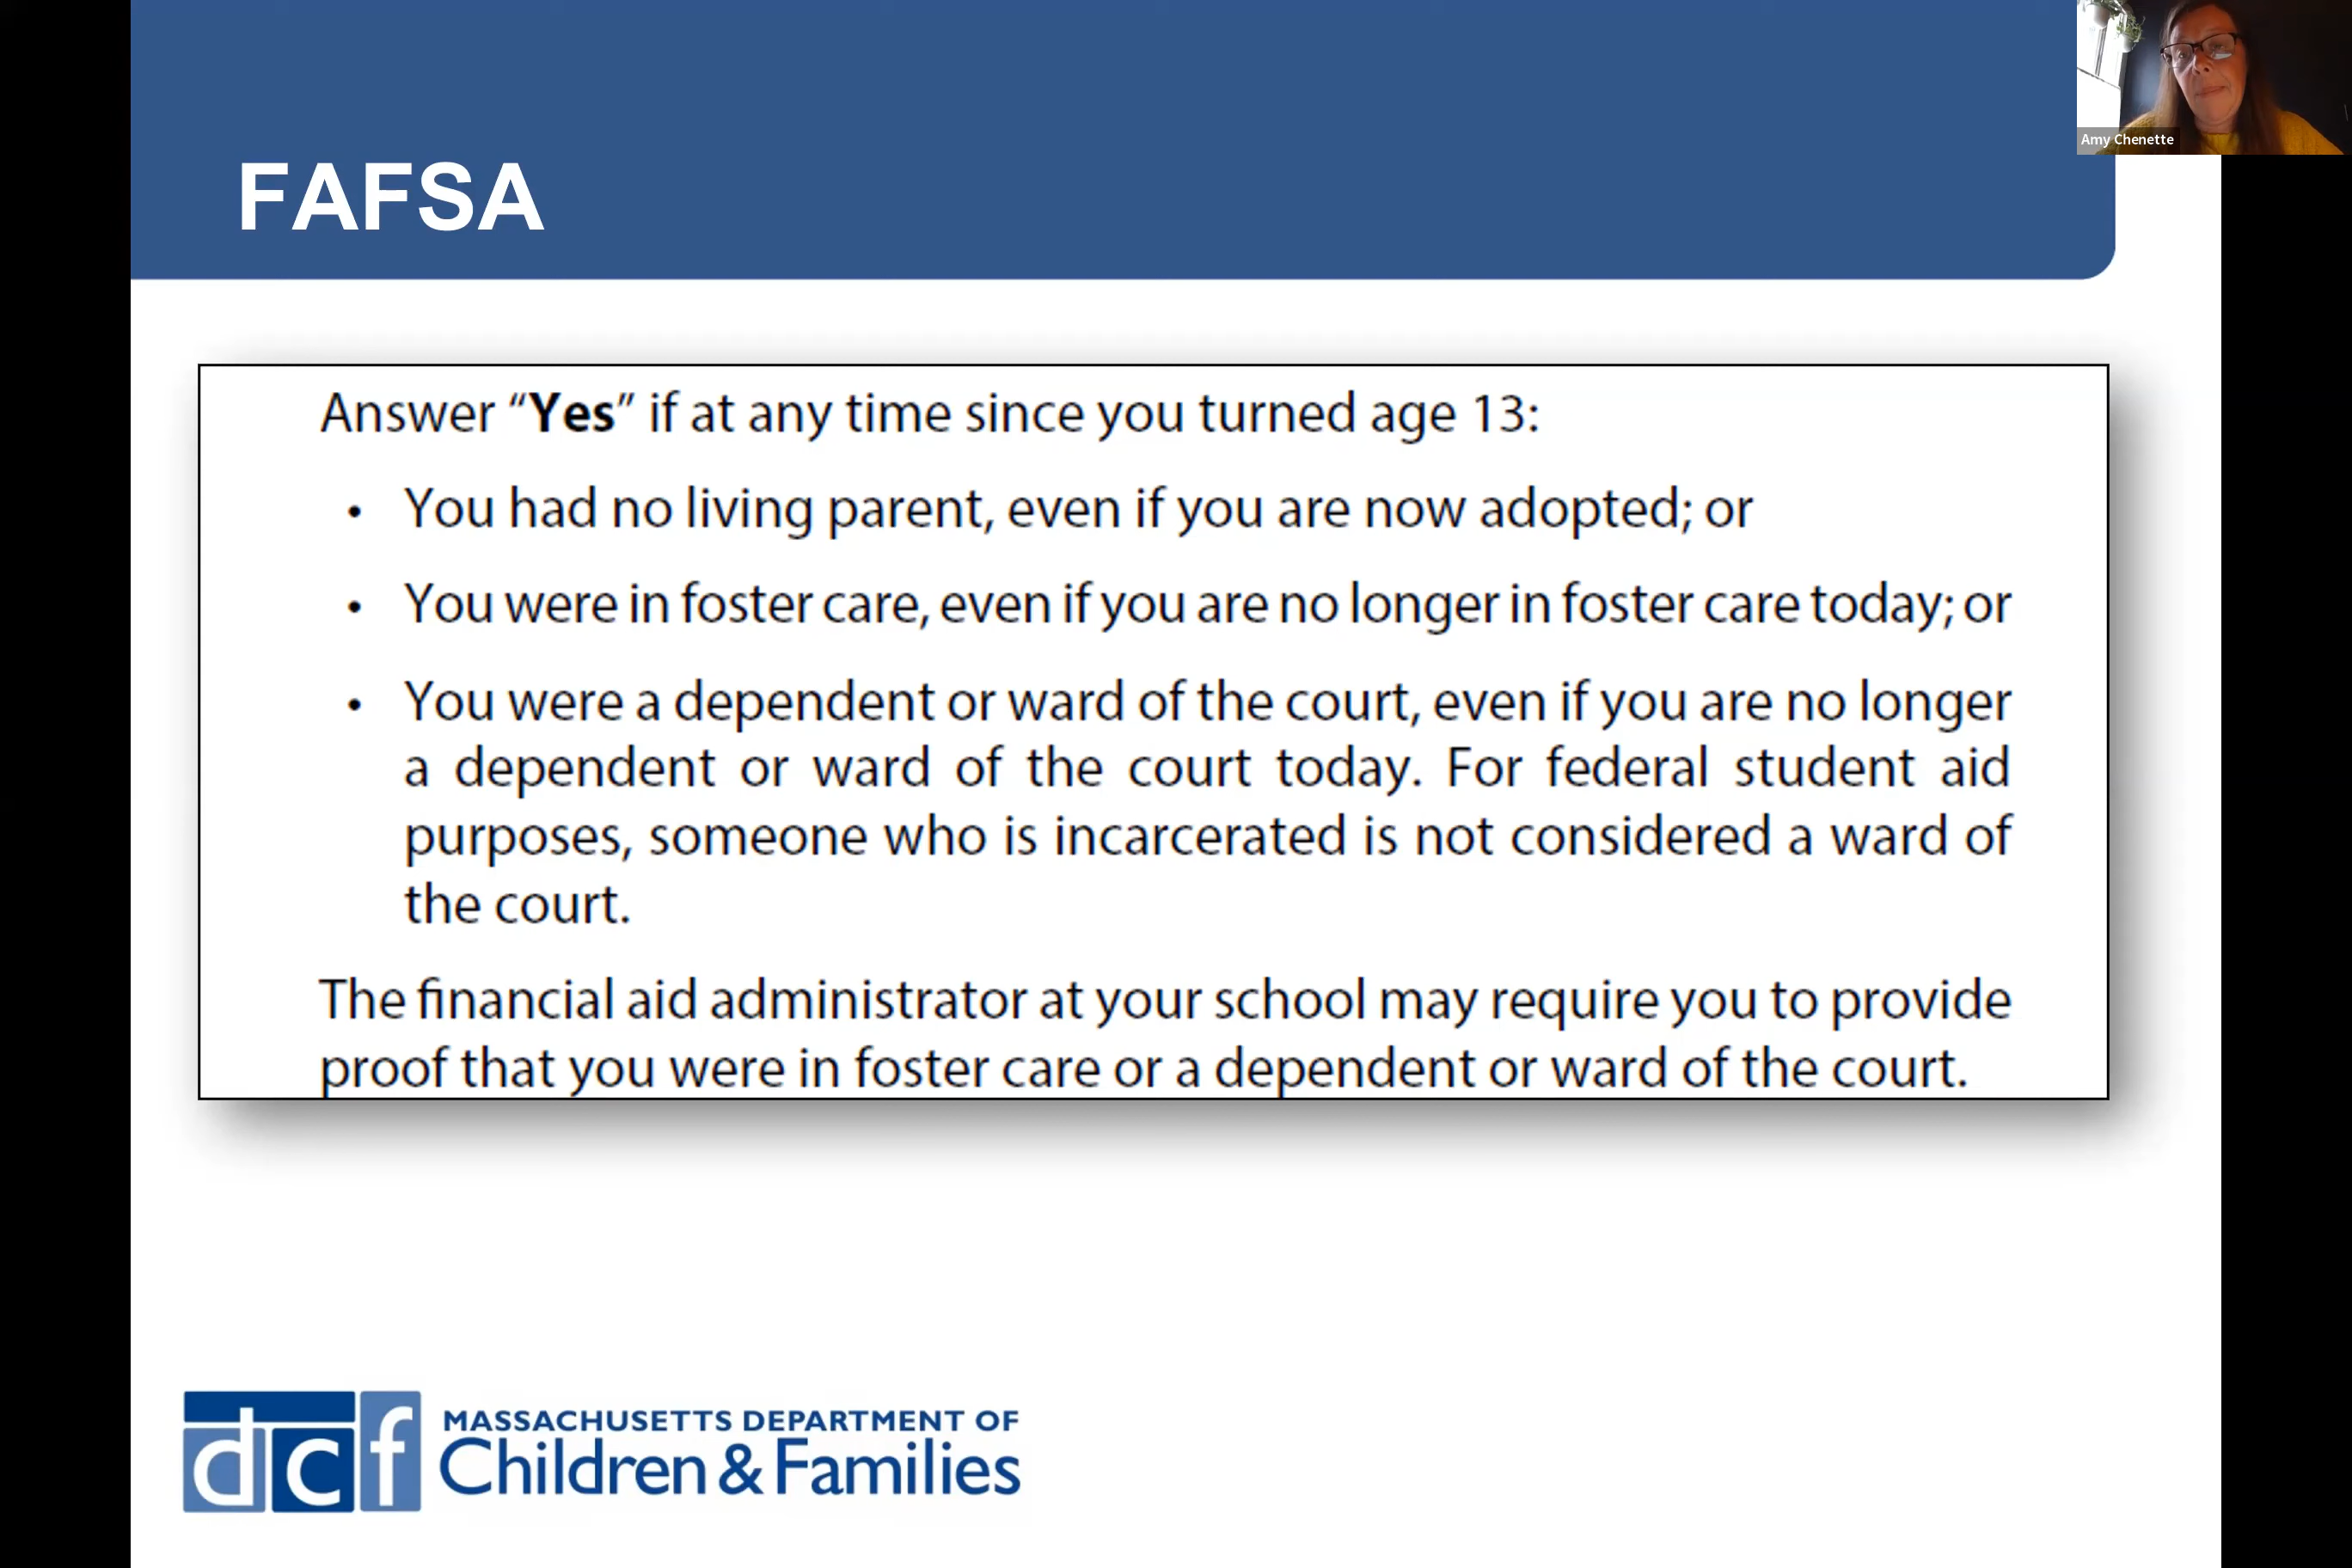 Amy Chenette
FAFSA
Answer “Yes” if at any time since you turned age 13:
• You had no living parent, even if you are now adopted; or
• You were in foster care, even if you are no longer in foster care today; or
• You were a dependent or ward of the court, even if you are no longer
a dependent or ward of the court today. For federal student aid
purposes, someone who is incarcerated is not considered a ward of
the court.
The financial aid administrator at your school may require you to provide
proof that you were in foster care or a dependent or ward of the court.
dcf
MASSACHUSETTS DEPARTMENT OF
Children & Families